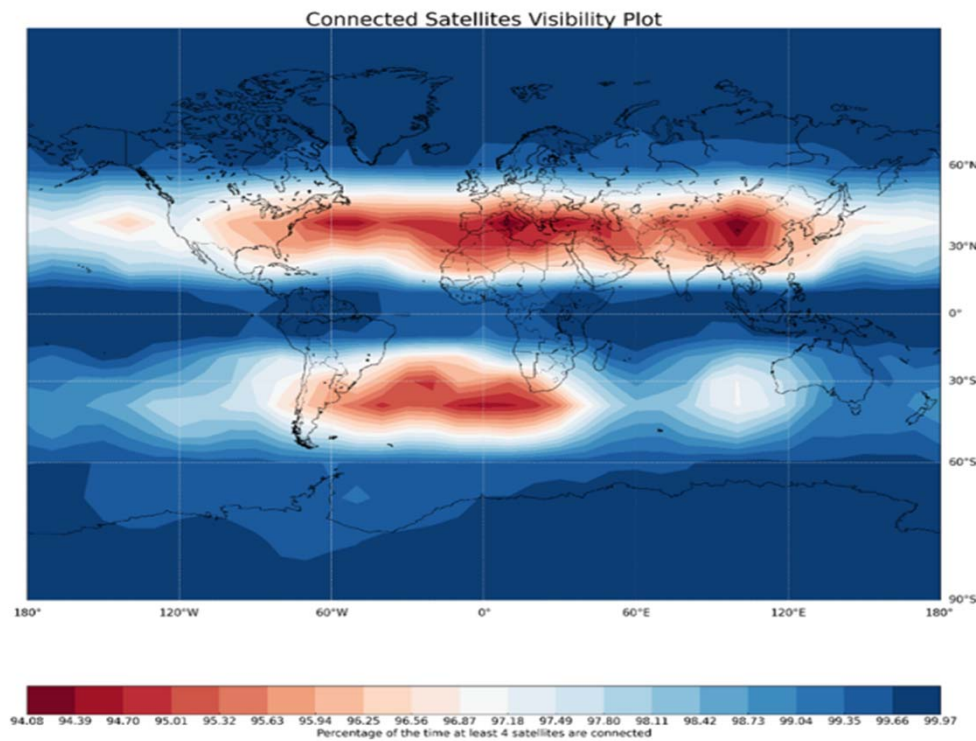 Connected Satellites Visibility Plot
60°N
30°N
0°
30°S
60°S
90°S
180° 120°W 60°W 0° 60°E 120°E 180°
94.08 94.39 94.70 95.01 95.32 95.63 95.94 96.25 96.56 96.87 97.18 97.49 97.80 98.11 98.42 98.73 99.04 99.35 99.66 99.97
Percentage of the time at least 4 satellites are connected